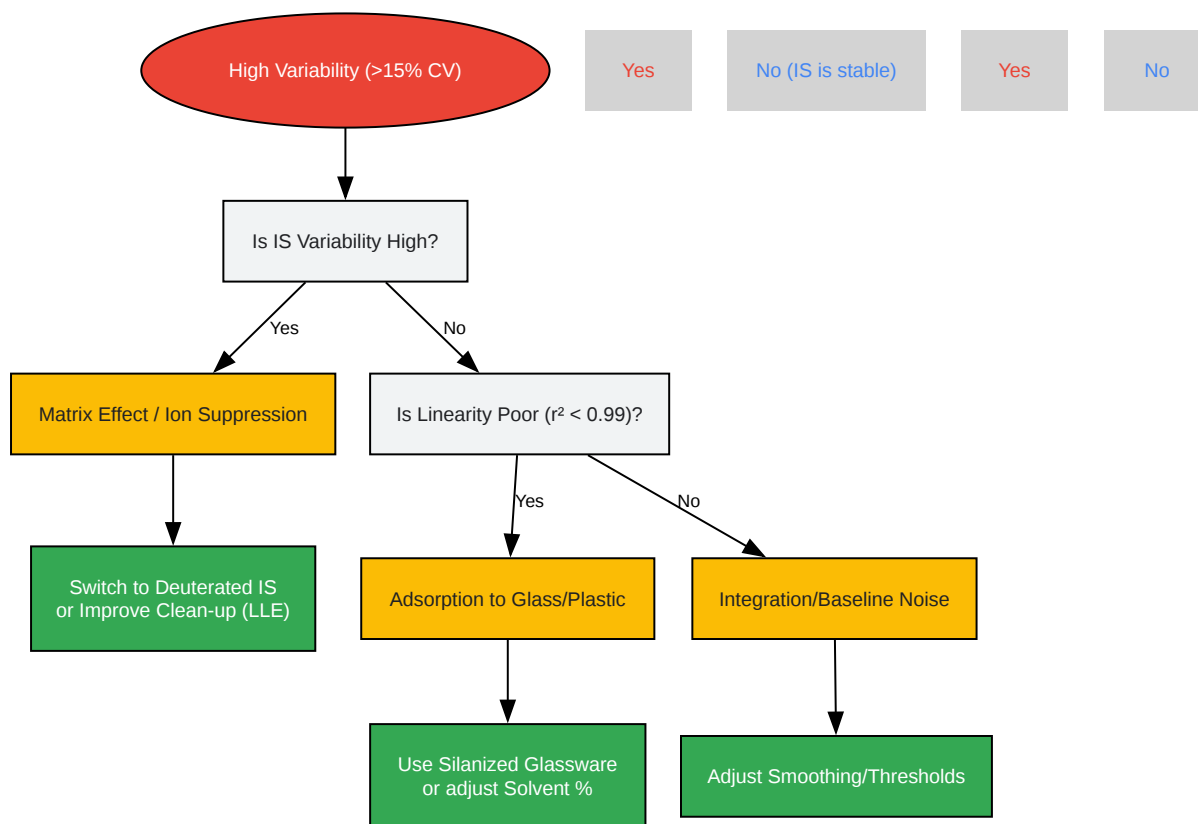 High Variability (>15% CV)
Yes
No (IS is stable)
Yes
No
Is IS Variability High?
Yes
No
Matrix Effect / Ion Suppression
Is Linearity Poor (r² < 0.99)?
Yes
No
Switch to Deuterated IS
or Improve Clean-up (LLE)
Adsorption to Glass/Plastic
Integration/Baseline Noise
Use Silanized Glassware
or adjust Solvent %
Adjust Smoothing/Thresholds